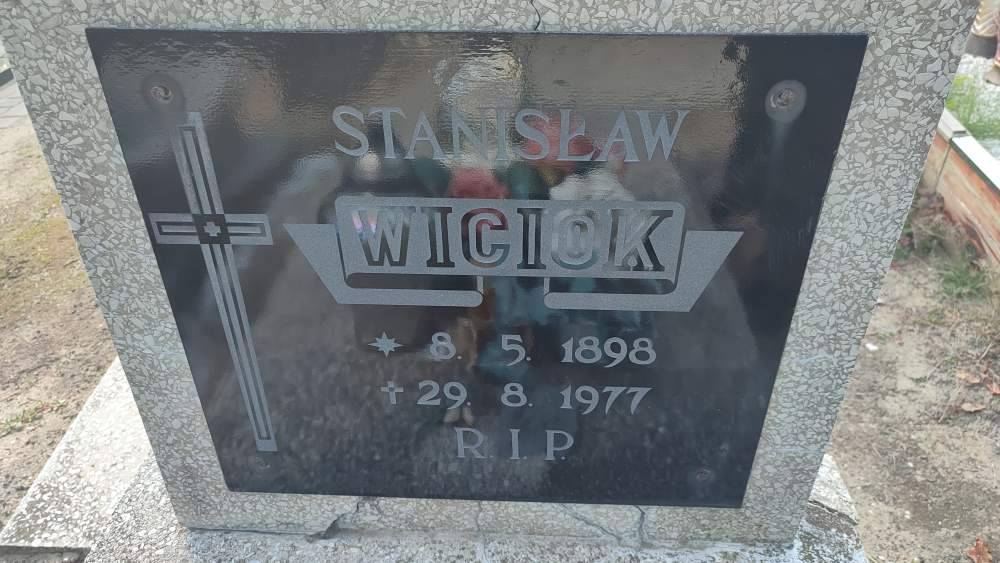 STANISŁAW
WICIOK
* 8. 5. 1898
† 29. 8. 1977
R.I.P.